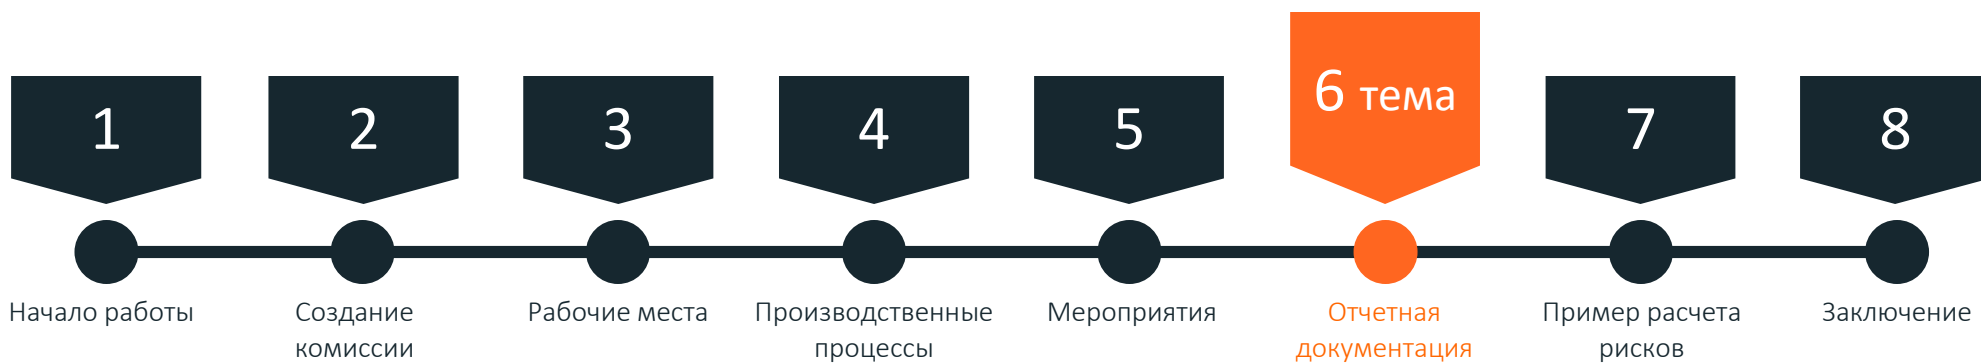 1
2
3
4
5
6 тема
7
8
Начало работы
Создание
комиссии
Рабочие места
Производственные
процессы
Мероприятия
Отчетная
документация
Пример расчета
рисков
Заключение